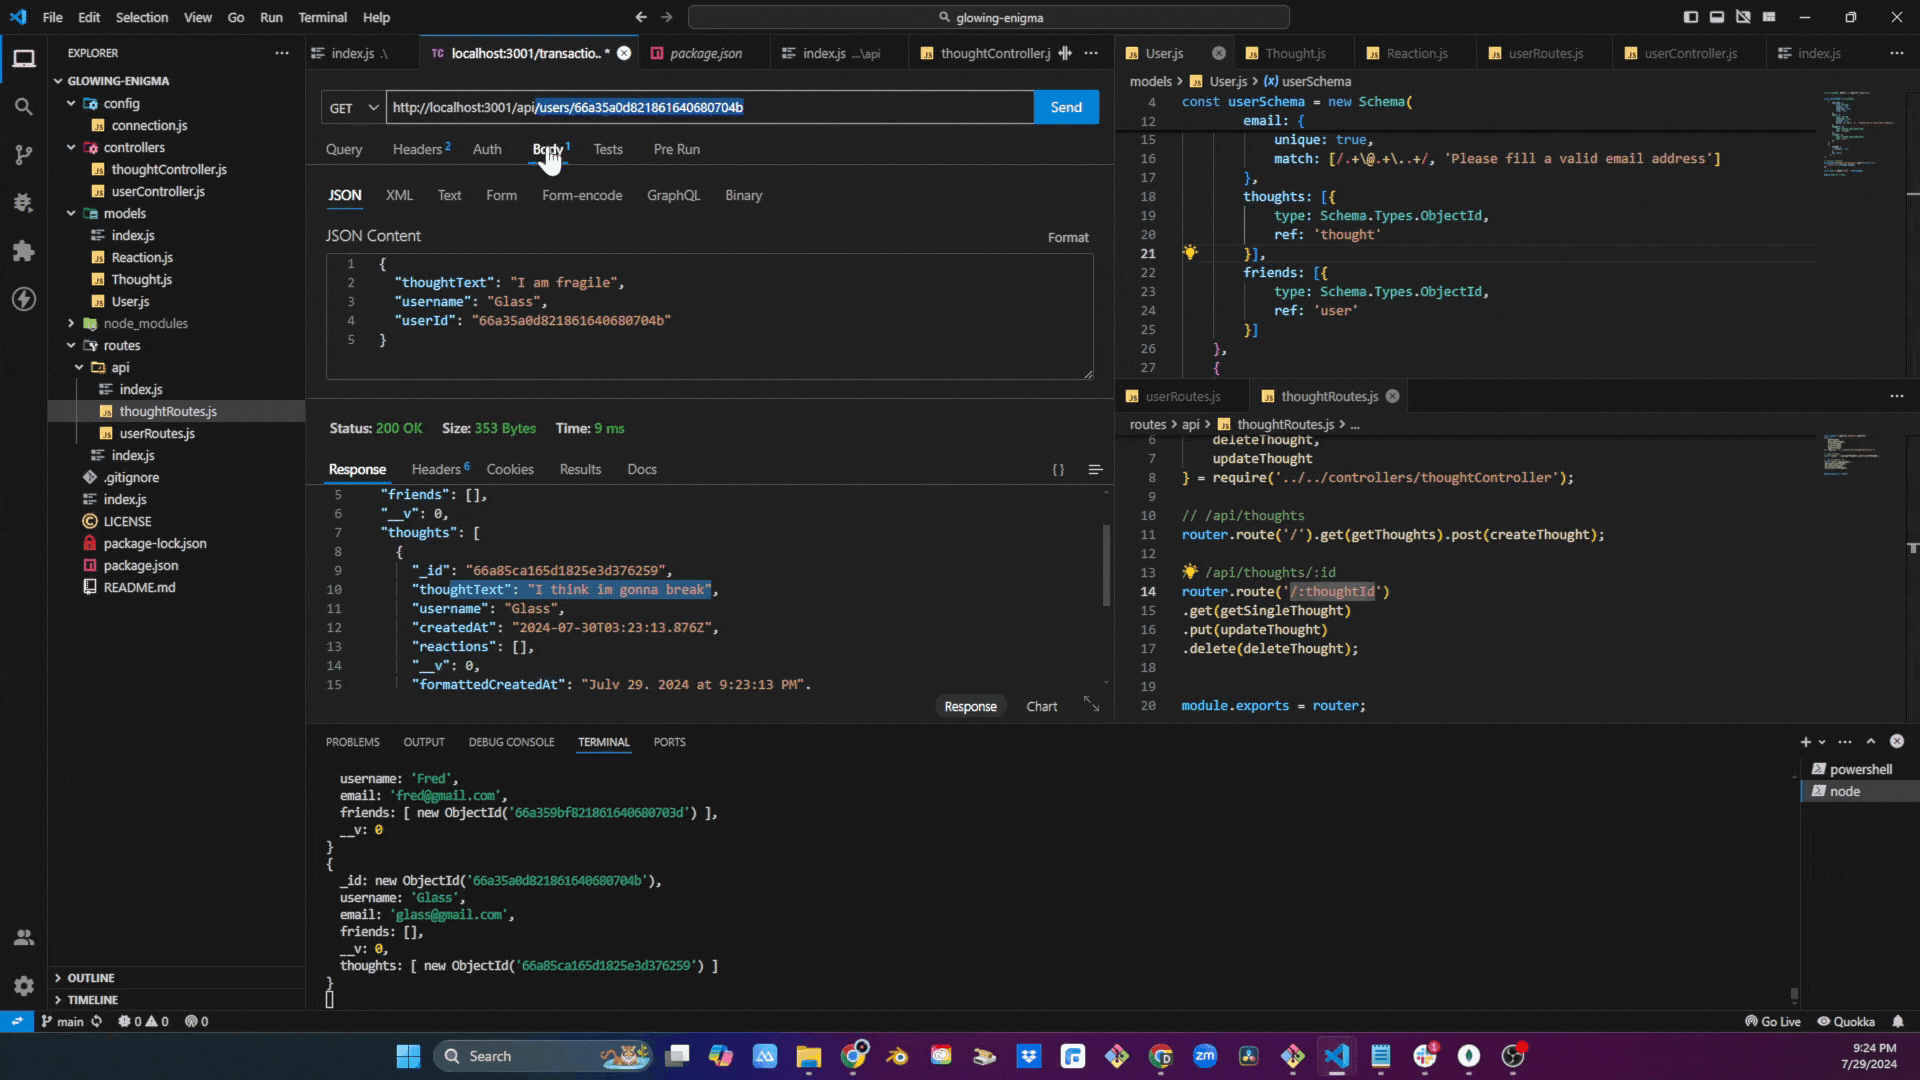 File Edit Selection View Go Run Terminal Help
glowing-enigma
EXPLORER
GLOWING-ENIGMA
config
connection.js
controllers
thoughtController.js
userController.js
models
index.js
Reaction.js
Thought.js
User.js
node_modules
routes
api
index.js
thoughtRoutes.js
userRoutes.js
index.js
.gitignore
index.js
LICENSE
package-lock.json
package.json
README.md
OUTLINE
TIMELINE
index.js .\
TC localhost:3001/transactio.. *
package.json
index.js ...\api
thoughtController.j
GET http://localhost:3001/api/users/66a35a0d821861640680704b Send
Query Headers 2 Auth Body 1 Tests Pre Run
JSON XML Text Form Form-encode GraphQL Binary
JSON Content
Format
1 {
2 "thoughtText": "I am fragile",
3 "username": "Glass",
4 "userId": "66a35a0d821861640680704b"
5 }
Status: 200 OK Size: 353 Bytes Time: 9 ms
Response Headers 6 Cookies Results Docs { }
5 "friends": [],
6 "__v": 0,
7 "thoughts": [
8 {
9 "_id": "66a85ca165d1825e3d376259",
10 "thoughtText": "I think im gonna break",
11 "username": "Glass",
12 "createdAt": "2024-07-30T03:23:13.876Z",
13 "reactions": [],
14 "__v": 0,
15 "formattedCreatedAt": "July 29, 2024 at 9:23:13 PM",
Response Chart
User.js Thought.js Reaction.js userRoutes.js userController.js index.js
models > User.js > userSchema
4 const userSchema = new Schema(
12 email: {
15 unique: true,
16 match: [/.+\@.+\..+/, 'Please fill a valid email address']
17 },
18 thoughts: [{
19 type: Schema.Types.ObjectId,
20 ref: 'thought'
21 }],
22 friends: [{
23 type: Schema.Types.ObjectId,
24 ref: 'user'
25 }]
26 },
27 {
userRoutes.js thoughtRoutes.js
routes > api > thoughtRoutes.js > ...
6 deleteThought,
7 updateThought
8 } = require('../../controllers/thoughtController');
9
10 // /api/thoughts
11 router.route('/').get(getThoughts).post(createThought);
12
13 /api/thoughts/:id
14 router.route('/:thoughtId')
15 .get(getSingleThought)
16 .put(updateThought)
17 .delete(deleteThought);
18
19
20 module.exports = router;
PROBLEMS OUTPUT DEBUG CONSOLE TERMINAL PORTS
username: 'Fred',
email: 'fred@gmail.com',
friends: [ new ObjectId('66a359bf821861640680703d') ],
__v: 0
}
{
_id: new ObjectId('66a35a0d821861640680704b'),
username: 'Glass',
email: 'glass@gmail.com',
friends: [],
__v: 0,
thoughts: [ new ObjectId('66a85ca165d1825e3d376259') ]
}
powershell
node
main 0 0 0
Go Live Quokka
Search
zm
9:24 PM
7/29/2024